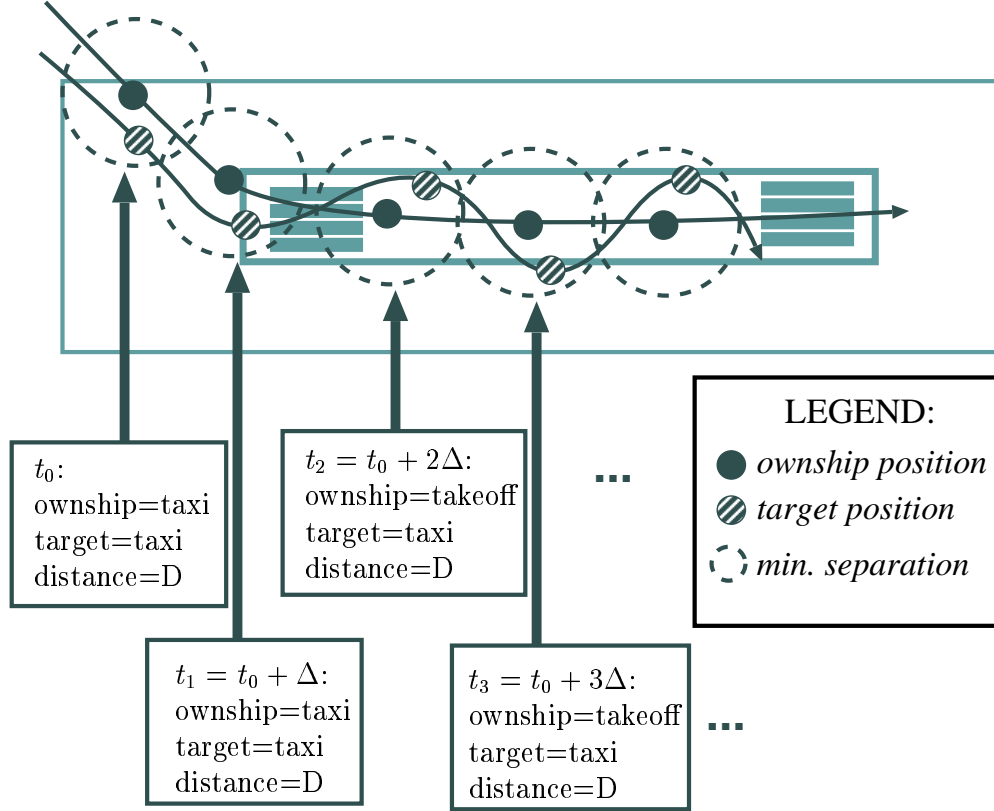 LEGEND:
ownship position
target position
min. separation
t₀:
ownship=taxi
target=taxi
distance=D
t₂ = t₀ + 2Δ:
ownship=takeoff
target=taxi
distance=D
...
t₁ = t₀ + Δ:
ownship=taxi
target=taxi
distance=D
t₃ = t₀ + 3Δ:
ownship=takeoff
target=taxi
distance=D
...